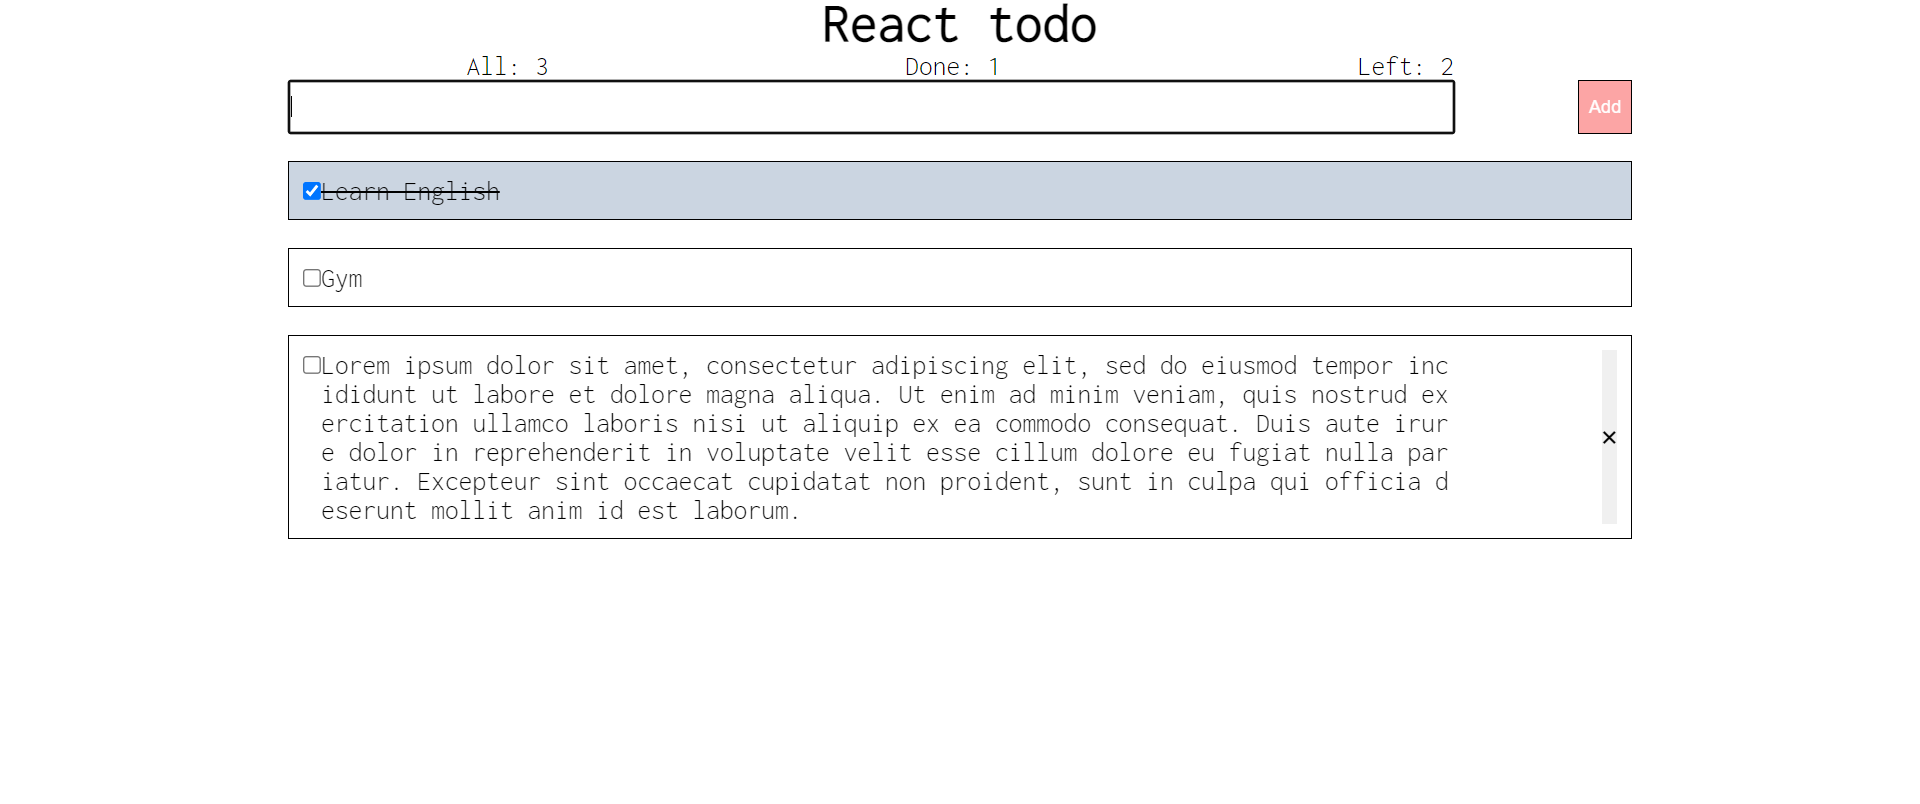 React todo
All: 3 Done: 1 Left: 2
Add
Learn English
Gym
Lorem ipsum dolor sit amet, consectetur adipiscing elit, sed do eiusmod tempor inc
ididunt ut labore et dolore magna aliqua. Ut enim ad minim veniam, quis nostrud ex
ercitation ullamco laboris nisi ut aliquip ex ea commodo consequat. Duis aute irur
e dolor in reprehenderit in voluptate velit esse cillum dolore eu fugiat nulla par
iatur. Excepteur sint occaecat cupidatat non proident, sunt in culpa qui officia d
eserunt mollit anim id est laborum.